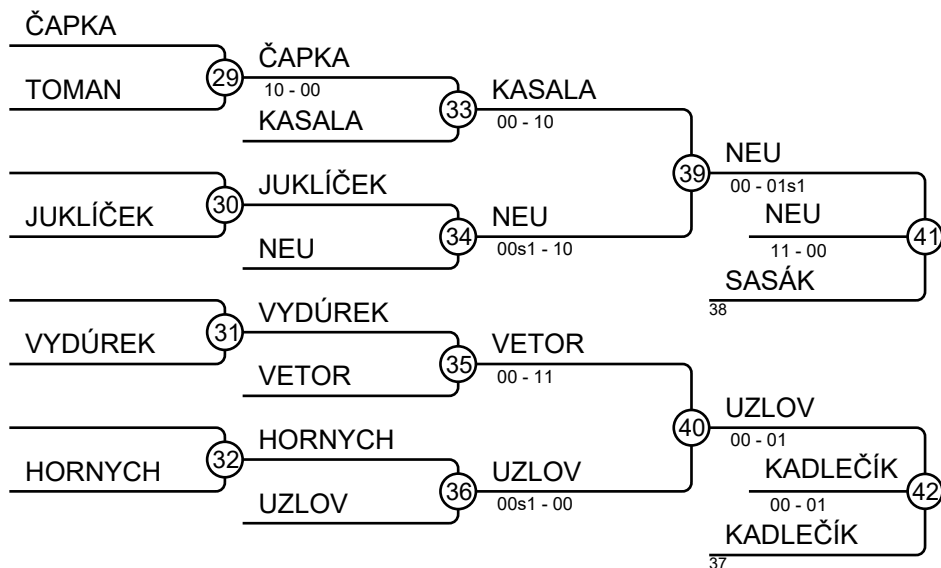 ČAPKA
TOMAN
29
ČAPKA
10 - 00
KASALA
33
KASALA
00 - 10
JUKLÍČEK
30
JUKLÍČEK
NEU
34
NEU
00s1 - 10
39
NEU
00 - 01s1
NEU
11 - 00
41
SASÁK
38
VYDÚREK
31
VYDÚREK
VETOR
35
VETOR
00 - 11
HORNYCH
32
HORNYCH
UZLOV
36
UZLOV
00s1 - 00
40
UZLOV
00 - 01
KADLEČÍK
00 - 01
42
KADLEČÍK
37